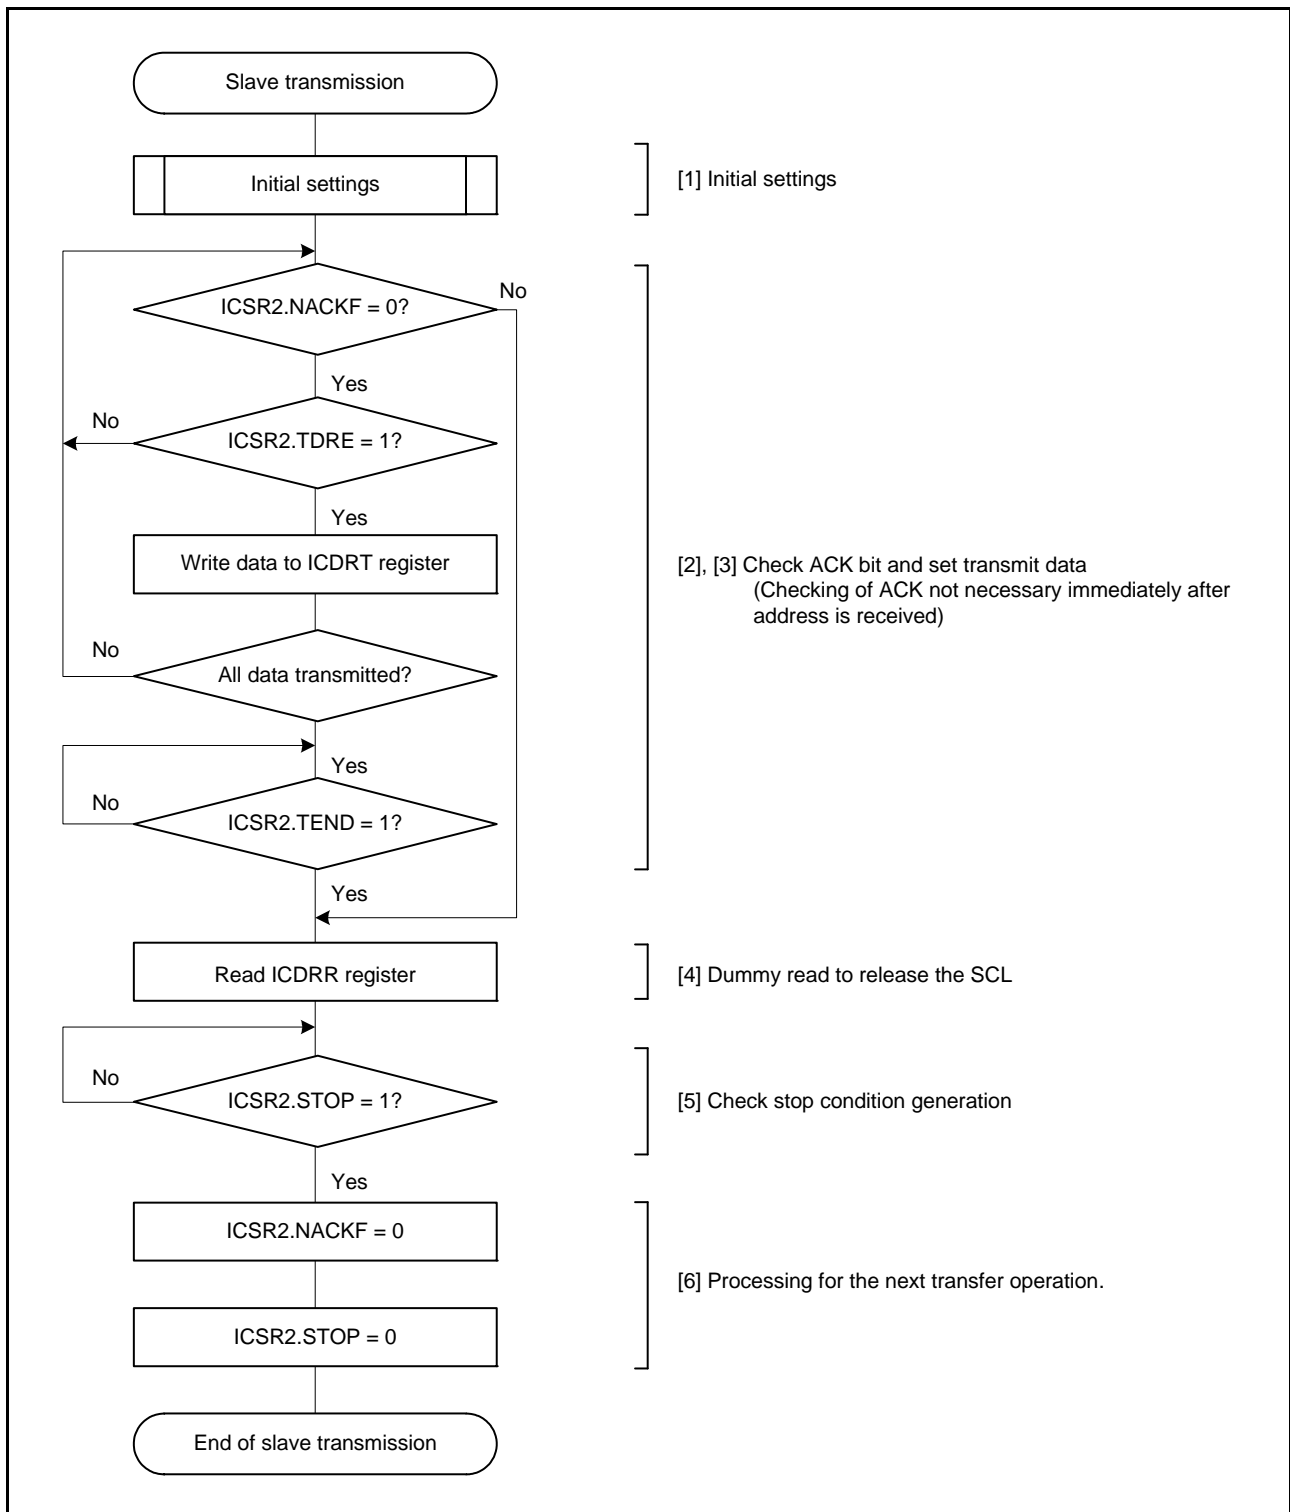 Slave transmission
Initial settings
[1] Initial settings
ICSR2.NACKF = 0?
No
Yes
No
ICSR2.TDRE = 1?
Yes
Write data to ICDRT register
[2], [3] Check ACK bit and set transmit data
(Checking of ACK not necessary immediately after
address is received)
No
All data transmitted?
Yes
No
ICSR2.TEND = 1?
Yes
Read ICDRR register
[4] Dummy read to release the SCL
No
ICSR2.STOP = 1?
[5] Check stop condition generation
Yes
ICSR2.NACKF = 0
[6] Processing for the next transfer operation.
ICSR2.STOP = 0
End of slave transmission